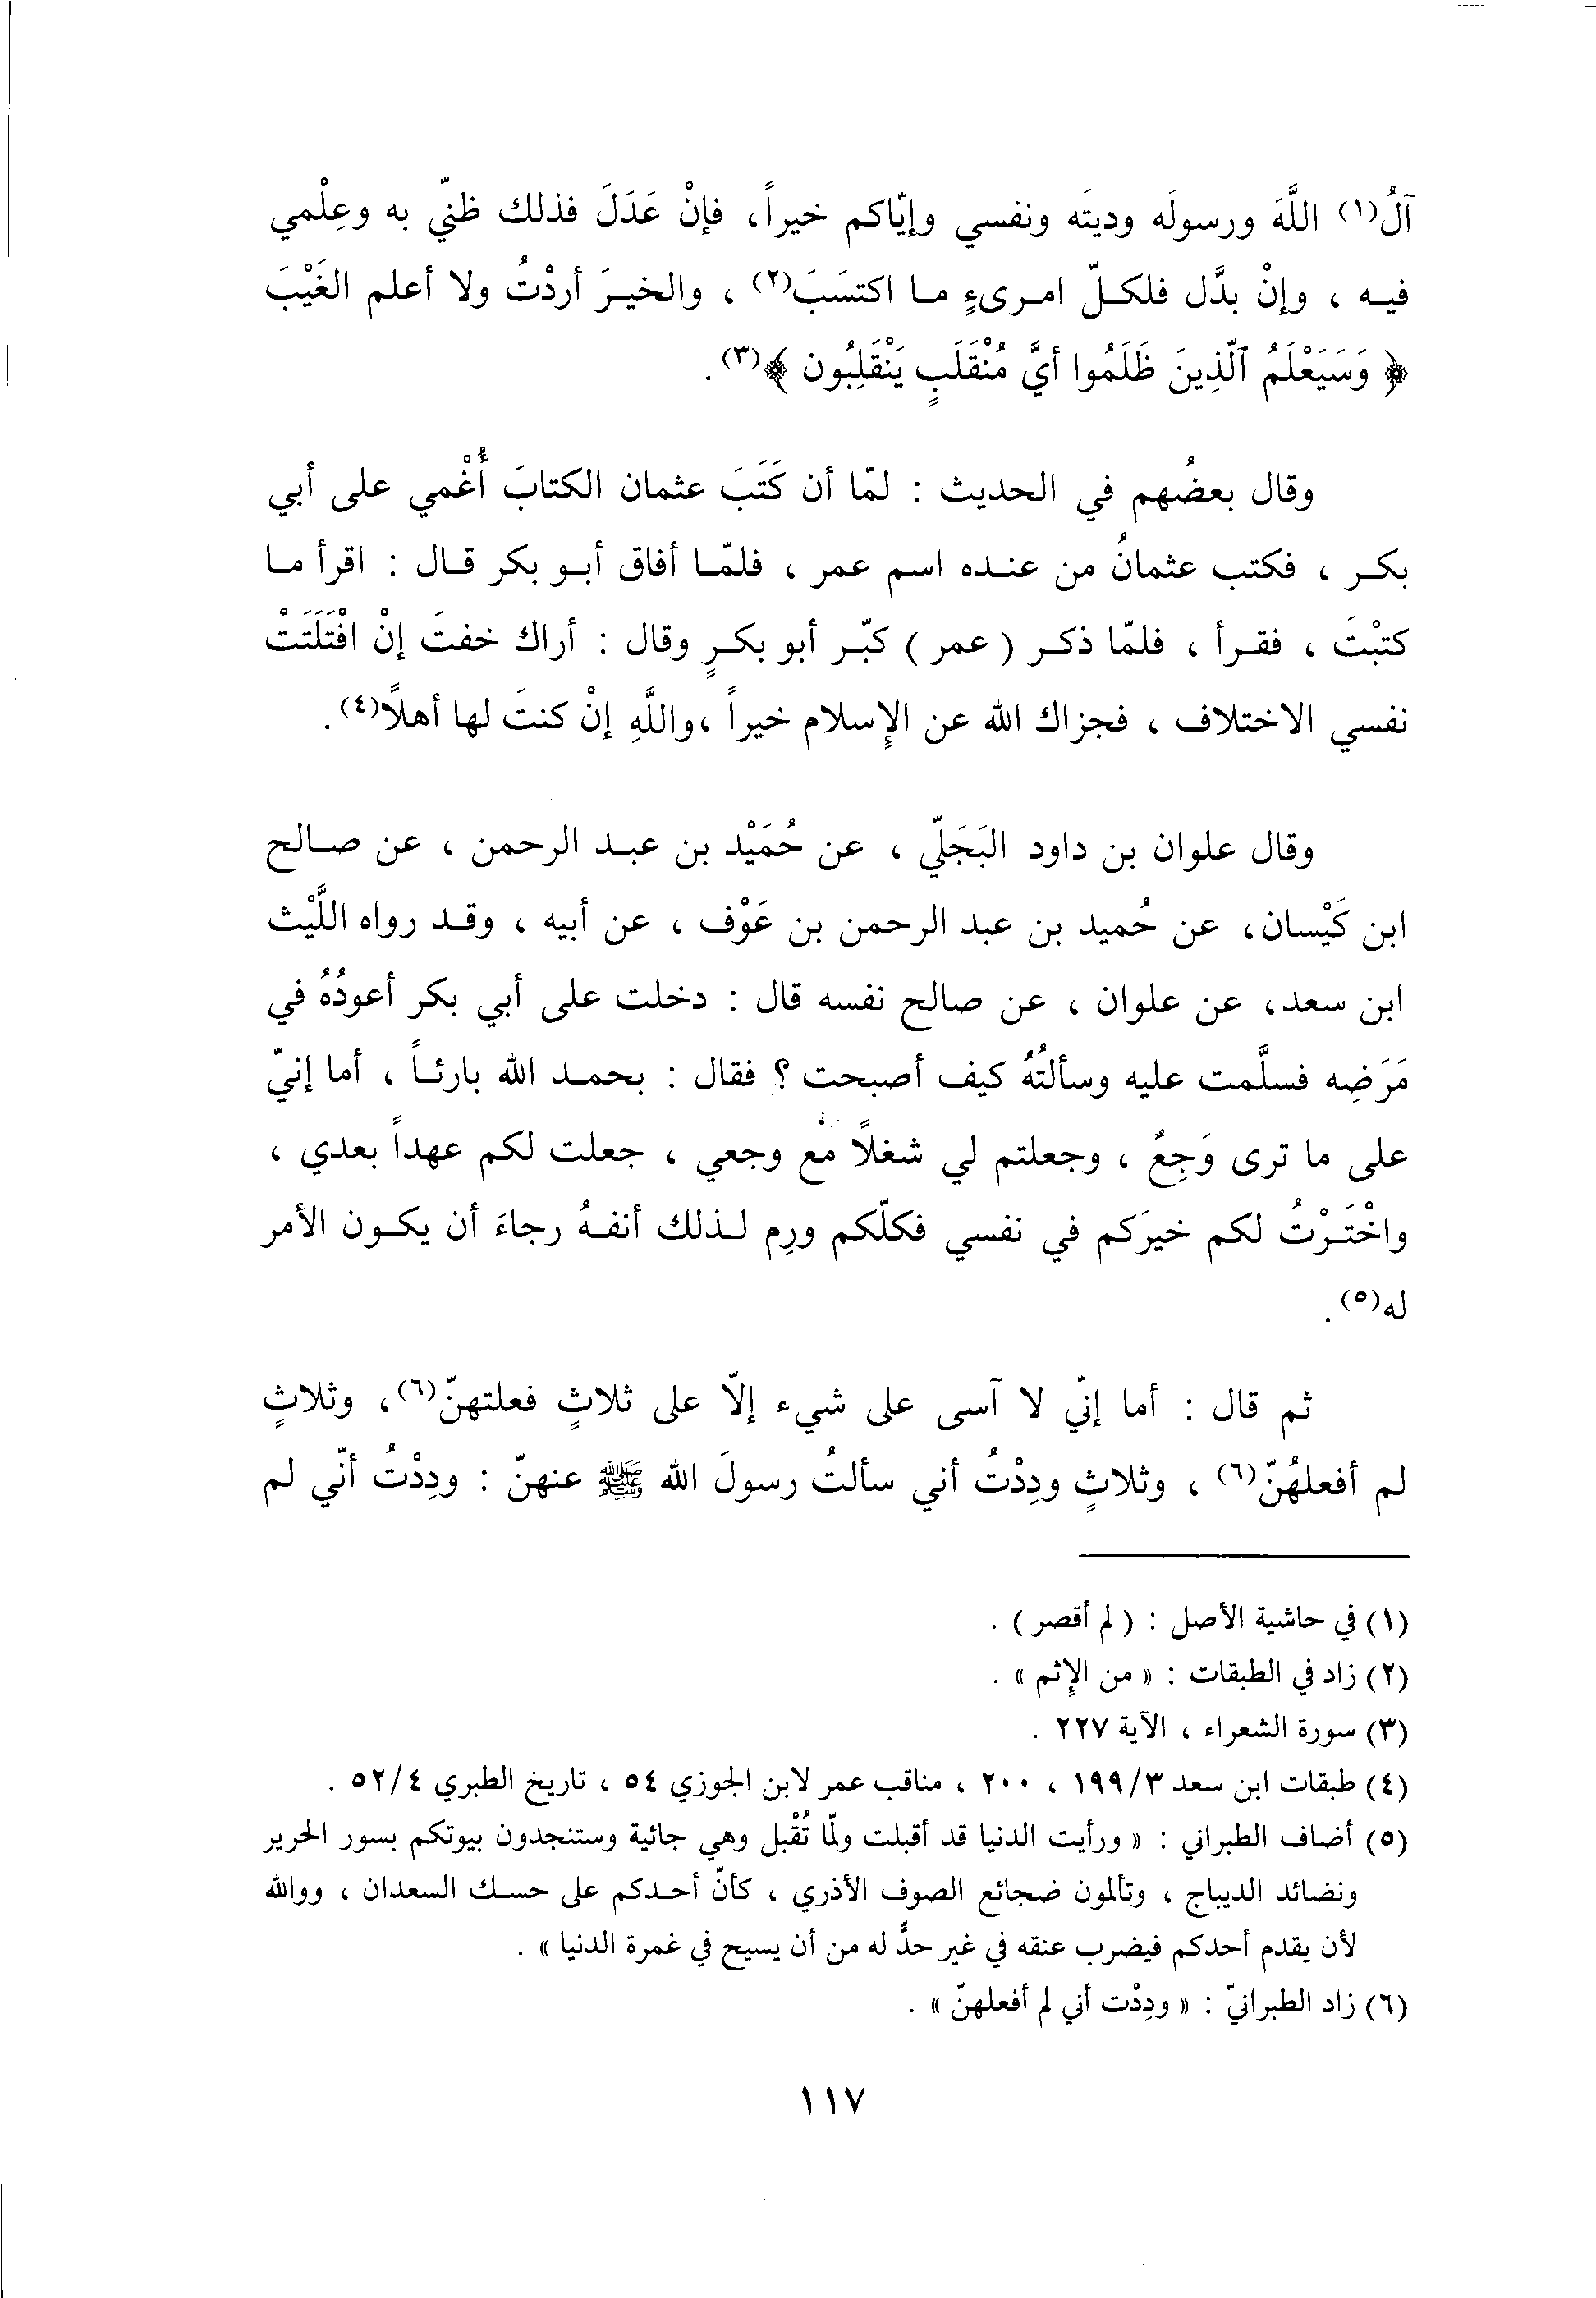 آلُ(١) اللَّهَ ورسولَه وديتَه ونفسي وإيّاكم خيراً، فإنْ عَدَلَ فذلك ظنّي به وعِلْمي
فيه ، وإنْ بدَّل فلكلّ امرىءٍ ما اكتسَبَ(٢) ، والخيرَ أردْتُ ولا أعلم الغَيْبَ
﴿ وَسَيَعْلَمُ ٱلّذِينَ ظَلَمُوا أيَّ مُنْقَلَبٍ يَنْقَلِبُون ﴾(٣) .
وقال بعضُهم في الحديث : لمّا أن كَتَبَ عثمان الكتابَ أُغْمي على أبي
بكر ، فكتب عثمانُ من عنده اسم عمر ، فلمّا أفاق أبو بكر قال : اقرأ ما
كتبْتَ ، فقرأ ، فلمّا ذكر ( عمر ) كبّر أبو بكرٍ وقال : أراك خفتَ إنْ افْتَلَتَتْ
نفسي الاختلاف ، فجزاك الله عن الإسلام خيراً ،واللَّهِ إنْ كنتَ لها أهلاً(٤) .
وقال علوان بن داود البَجَلّي ، عن حُمَيْد بن عبد الرحمن ، عن صالح
ابن كَيْسان، عن حُميد بن عبد الرحمن بن عَوْف ، عن أبيه ، وقد رواه اللَّيْث
ابن سعد، عن علوان ، عن صالح نفسه قال : دخلت على أبي بكر أعودُهُ في
مَرَضِه فسلَّمت عليه وسألتُهُ كيف أصبحت ؟ فقال : بحمد الله بارئاً ، أما إنيّ
على ما ترى وَجِعٌ ، وجعلتم لي شغلاً مع وجعي ، جعلت لكم عهداً بعدي ،
واخْتَرْتُ لكم خيرَكم في نفسي فكلّكم ورِم لذلك أنفهُ رجاءَ أن يكون الأمر
له(٥) .
ثم قال : أما إنّي لا آسى على شيء إلاّ على ثلاثٍ فعلتهنّ(٦)، وثلاثٍ
لم أفعلهُنّ(٦) ، وثلاثٍ ودِدْتُ أني سألتُ رسولَ الله ﷺ عنهنّ : ودِدْتُ أنّي لم
(١) في حاشية الأصل : ( لم أقصر ) .
(٢) زاد في الطبقات : « من الإثم » .
(٣) سورة الشعراء ، الآية ٢٢٧ .
(٤) طبقات ابن سعد ٣/١٩٩ ، ٢٠٠ ، مناقب عمر لابن الجوزي ٥٤ ، تاريخ الطبري ٤/٥٢ .
(٥) أضاف الطبراني : « ورأيت الدنيا قد أقبلت ولمّا تُقْبل وهي جائية وستنجدون بيوتكم بسور الحرير
ونضائد الديباج ، وتألمون ضجائع الصوف الأذري ، كأنّ أحدكم على حسك السعدان ، ووالله
لأن يقدم أحدكم فيضرب عنقه في غير حدٍّ له من أن يسيح في غمرة الدنيا » .
(٦) زاد الطبرانيّ : « ودِدْت أني لم أفعلهنّ » .
١١٧